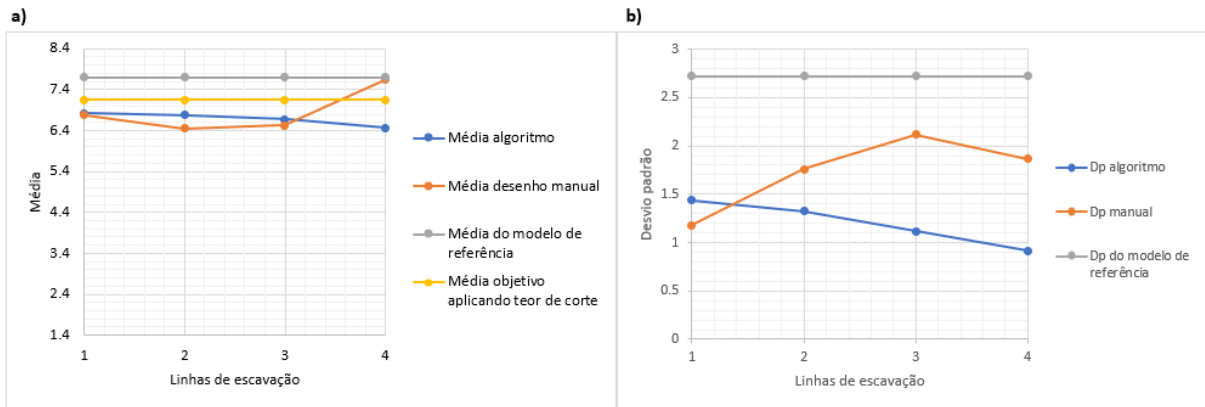 a)
8.4
7.4
6.4
5.4
4.4
3.4
2.4
1.4
Média
1
2
3
4
Linhas de escavação
Média algoritmo
Média desenho manual
Média do modelo de
referência
Média objetivo
aplicando teor de corte
b)
3
2.5
2
1.5
1
0.5
0
Desvio padrão
1
2
3
4
Linhas de escavação
Dp algoritmo
Dp manual
Dp do modelo de
referência